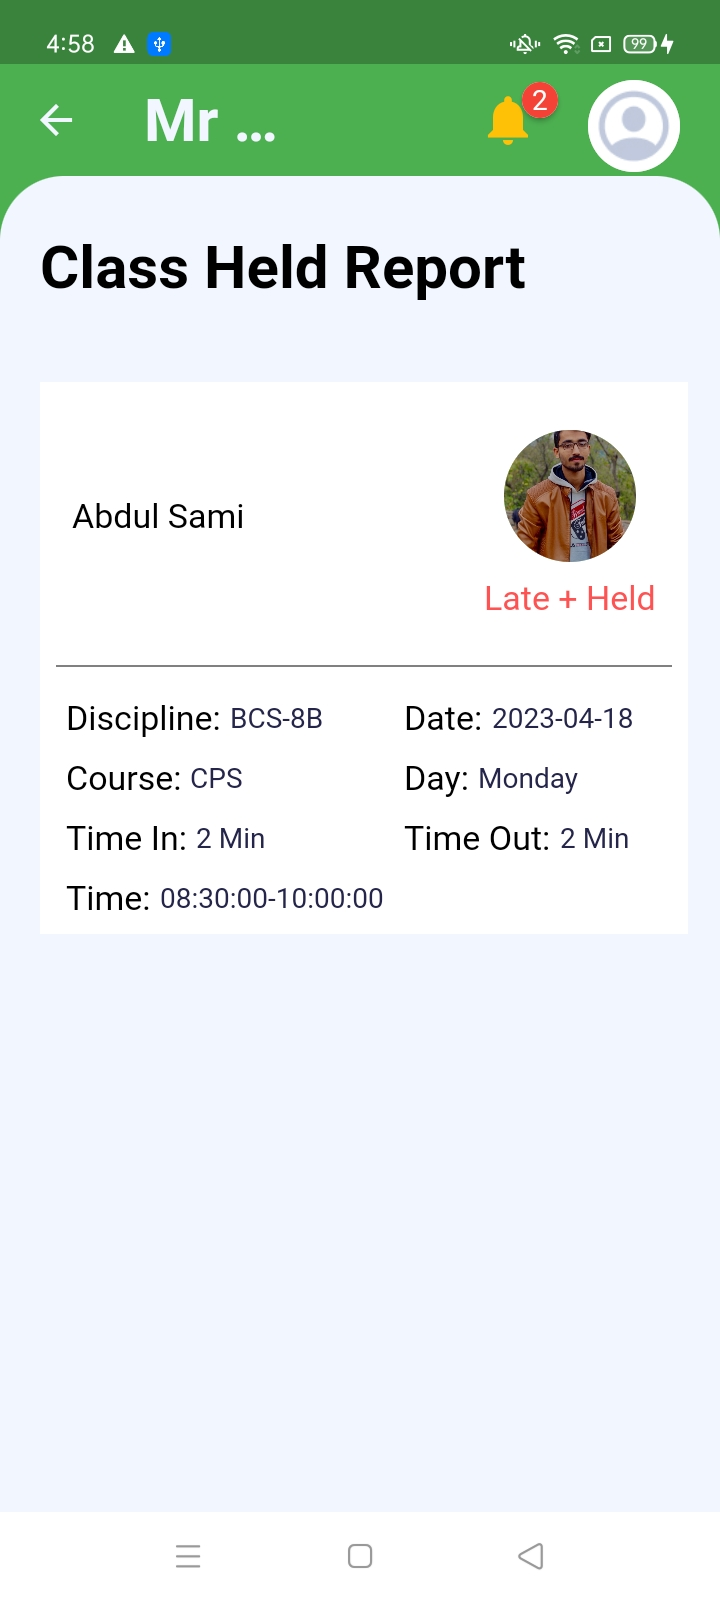 4:58
99
Mr ...
2
Class Held Report
Abdul Sami
Late + Held
Discipline: BCS-8B Date: 2023-04-18
Course: CPS Day: Monday
Time In: 2 Min Time Out: 2 Min
Time: 08:30:00-10:00:00